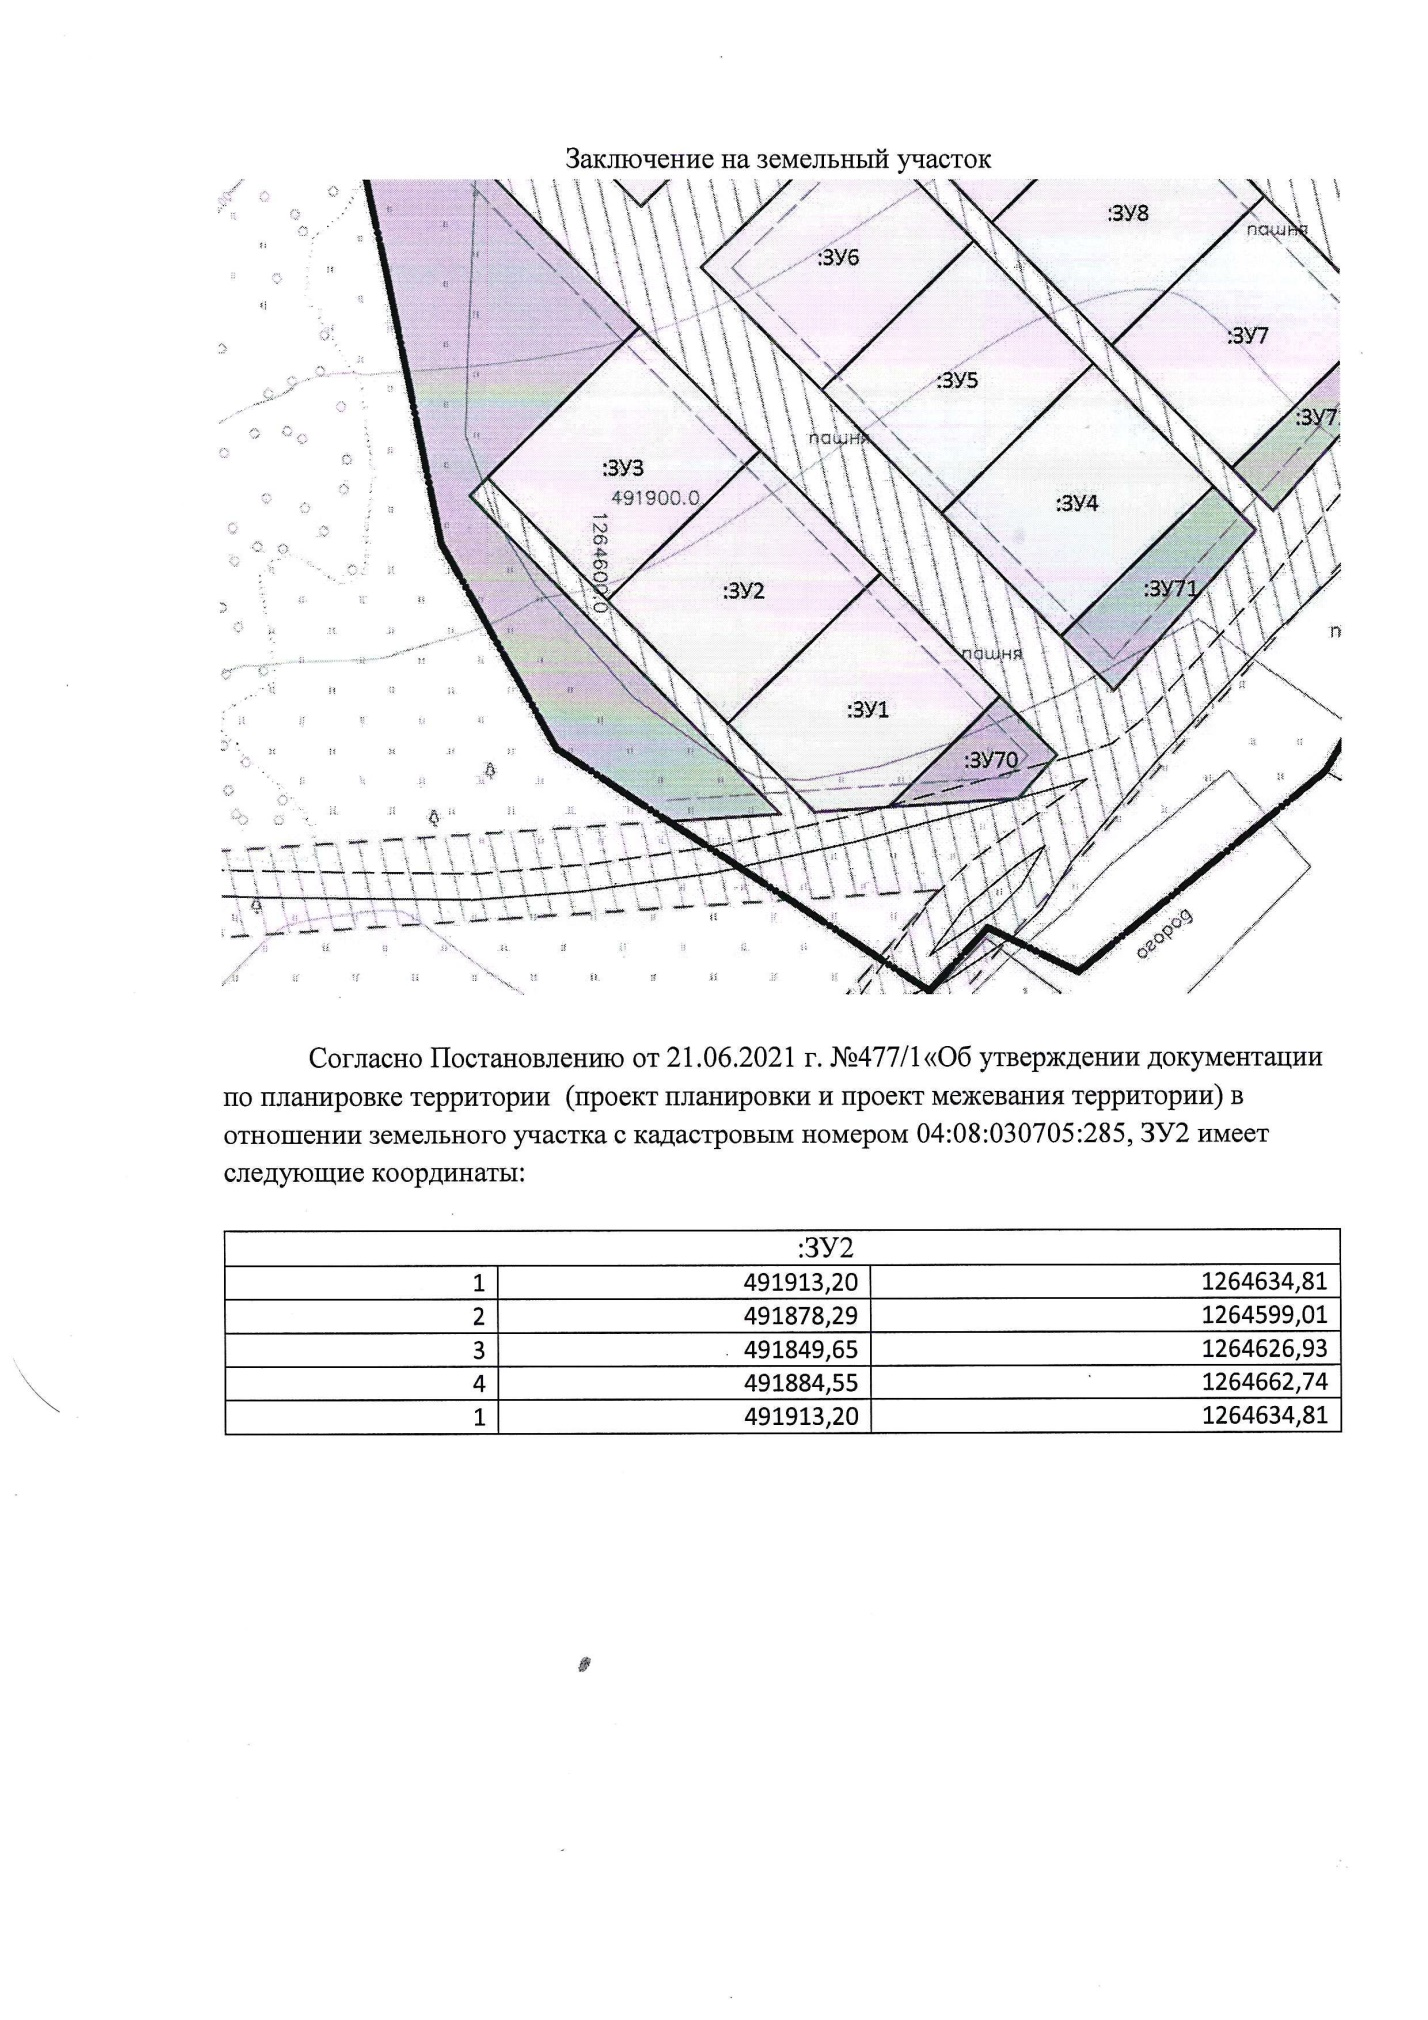 Заключение на земельный участок
:ЗУ8
пашня
:ЗУ6
:ЗУ7
:ЗУ5
:ЗУ7
пашня
:ЗУ3
491900.0
:ЗУ4
1264600.0
:ЗУ2
:ЗУ71
п
пашня
:ЗУ1
:ЗУ70
огород
Согласно Постановлению от 21.06.2021 г. №477/1«Об утверждении документации
по планировке территории (проект планировки и проект межевания территории) в
отношении земельного участка с кадастровым номером 04:08:030705:285, ЗУ2 имеет
следующие координаты:
:ЗУ2
1 491913,20 1264634,81
2 491878,29 1264599,01
3 491849,65 1264626,93
4 491884,55 1264662,74
1 491913,20 1264634,81